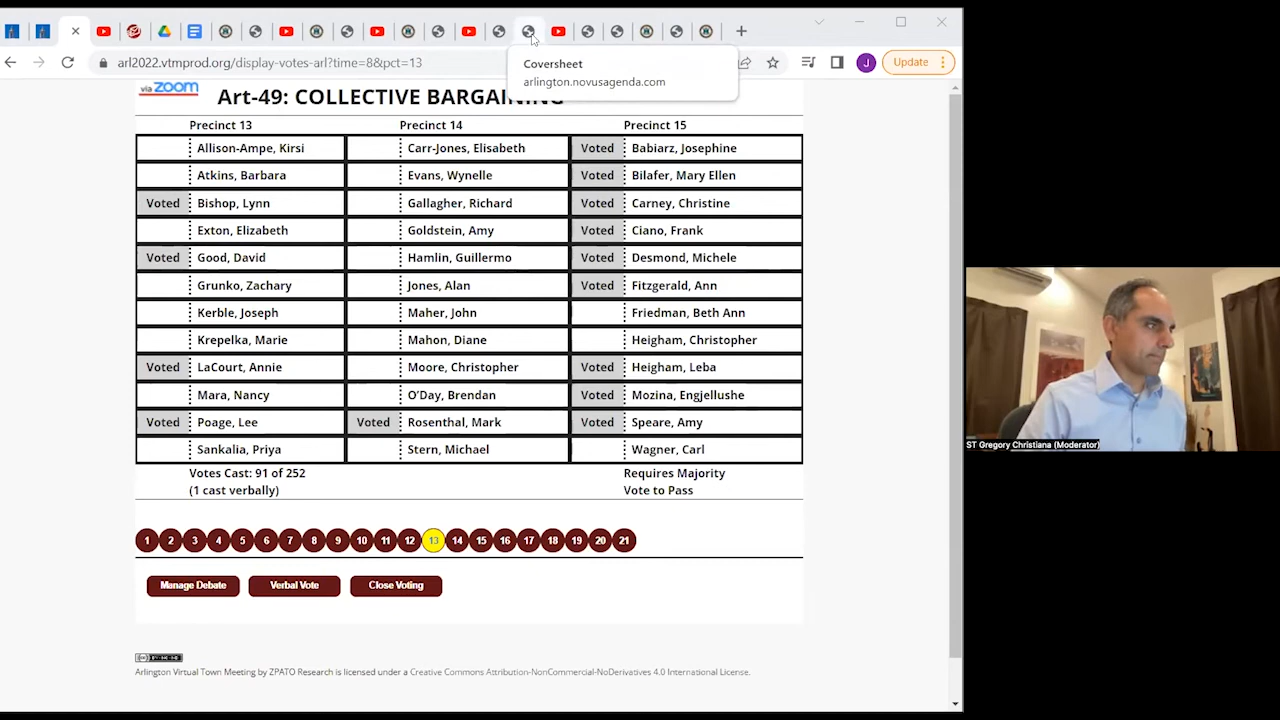 arl2022.vtmprod.org/display-votes-arl?time=8&pct=13
Coversheet
arlington.novusagenda.com
J
Update
via zoom
Art-49: COLLECTIVE BARGAINING
Precinct 13 Precinct 14 Precinct 15
Allison-Ampe, Kirsi Carr-Jones, Elisabeth Voted Babiarz, Josephine
Atkins, Barbara Evans, Wynelle Voted Bilafer, Mary Ellen
Voted Bishop, Lynn Gallagher, Richard Voted Carney, Christine
Exton, Elizabeth Goldstein, Amy Voted Ciano, Frank
Voted Good, David Hamlin, Guillermo Voted Desmond, Michele
Grunko, Zachary Jones, Alan Voted Fitzgerald, Ann
Kerble, Joseph Maher, John Friedman, Beth Ann
Krepelka, Marie Mahon, Diane Heigham, Christopher
Voted LaCourt, Annie Moore, Christopher Voted Heigham, Leba
Mara, Nancy O’Day, Brendan Voted Mozina, Engjellushe
Voted Poage, Lee Voted Rosenthal, Mark Voted Speare, Amy
Sankalia, Priya Stern, Michael Wagner, Carl
Votes Cast: 91 of 252 Requires Majority
(1 cast verbally) Vote to Pass
1 2 3 4 5 6 7 8 9 10 11 12 13 14 15 16 17 18 19 20 21
Manage Debate Verbal Vote Close Voting
Arlington Virtual Town Meeting by ZPATO Research is licensed under a Creative Commons Attribution-NonCommercial-NoDerivatives 4.0 International License.
ST Gregory Christiana (Moderator)